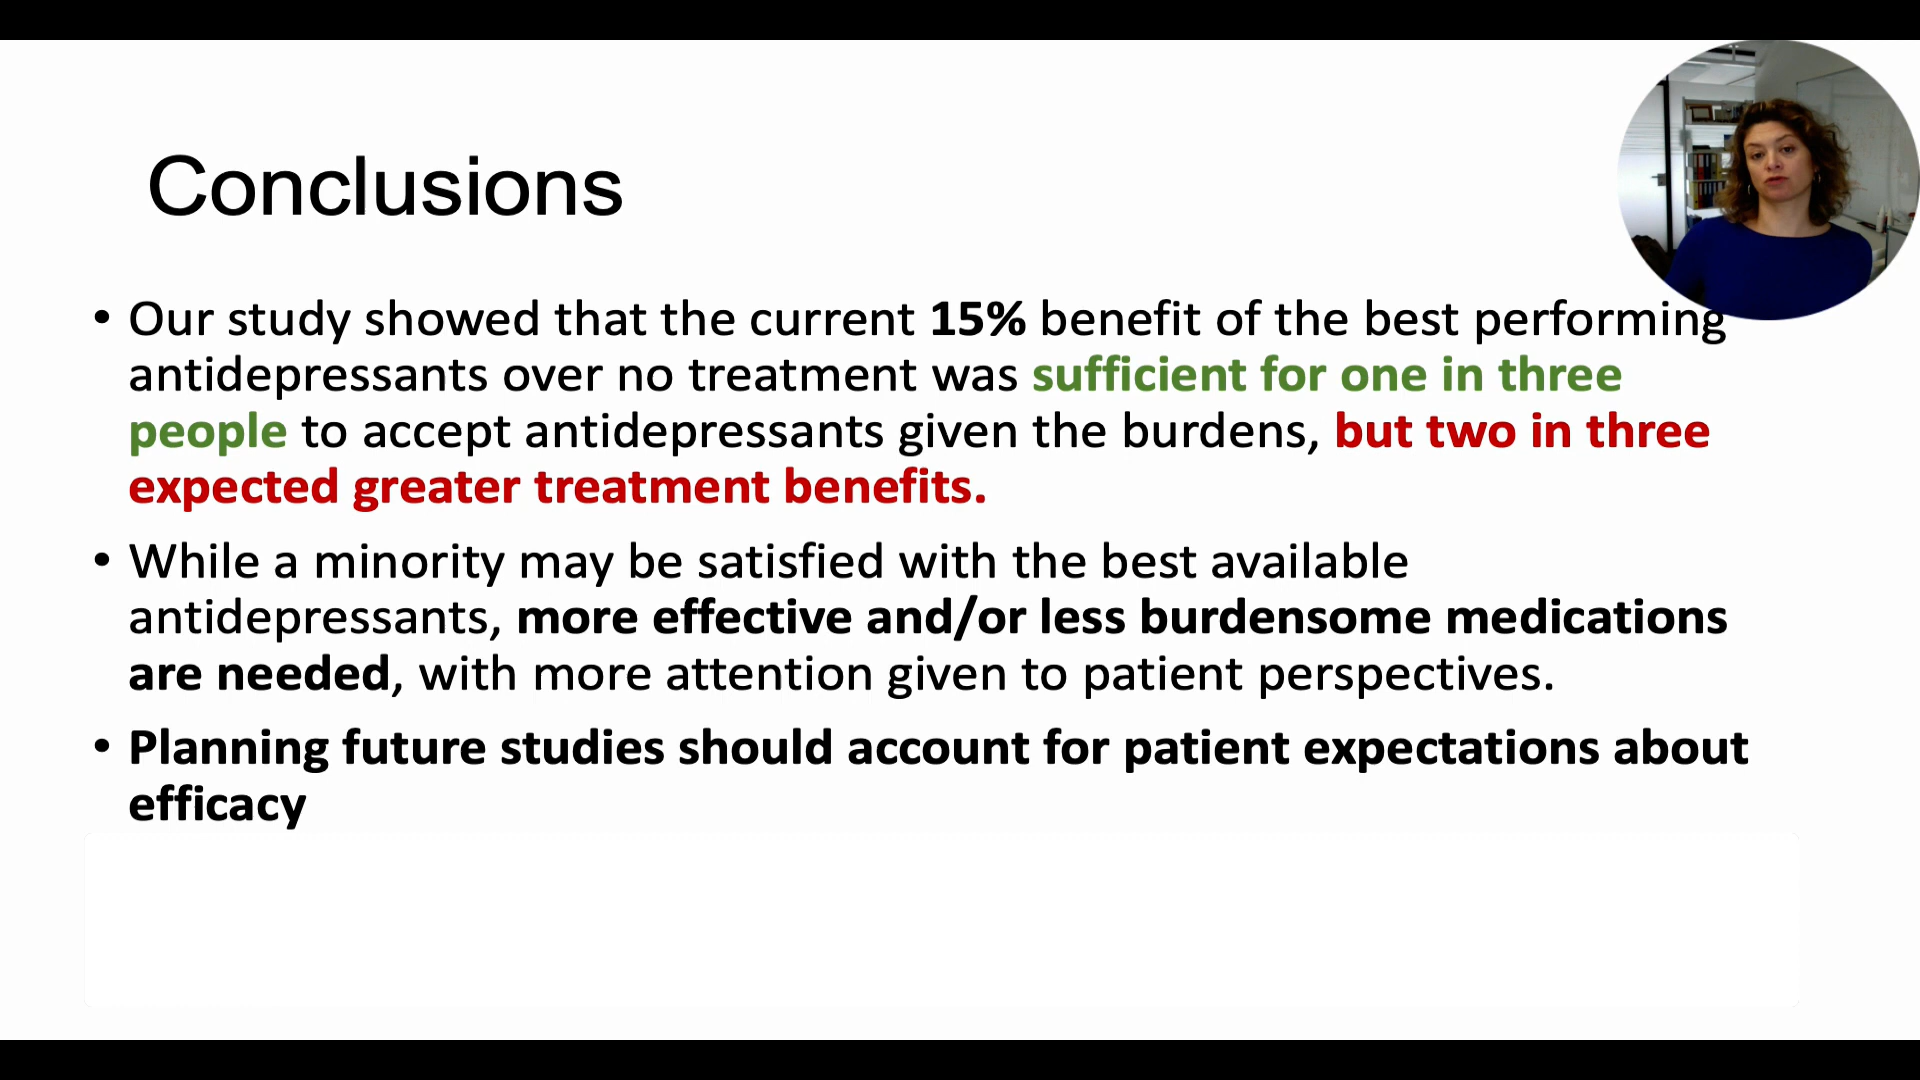 Conclusions
• Our study showed that the current 15% benefit of the best performing
antidepressants over no treatment was sufficient for one in three
people to accept antidepressants given the burdens, but two in three
expected greater treatment benefits.
• While a minority may be satisfied with the best available
antidepressants, more effective and/or less burdensome medications
are needed, with more attention given to patient perspectives.
• Planning future studies should account for patient expectations about
efficacy